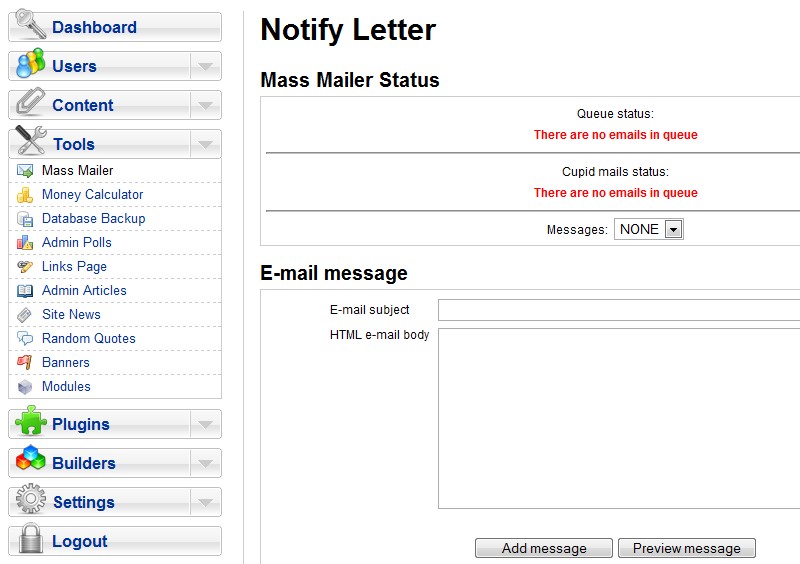 Dashboard
Users
Content
Tools
Mass Mailer
Money Calculator
Database Backup
Admin Polls
Links Page
Admin Articles
Site News
Random Quotes
Banners
Modules
Plugins
Builders
Settings
Logout
Notify Letter
Mass Mailer Status
Queue status:
There are no emails in queue
Cupid mails status:
There are no emails in queue
Messages: NONE
E-mail message
E-mail subject
HTML e-mail body
Add message Preview message